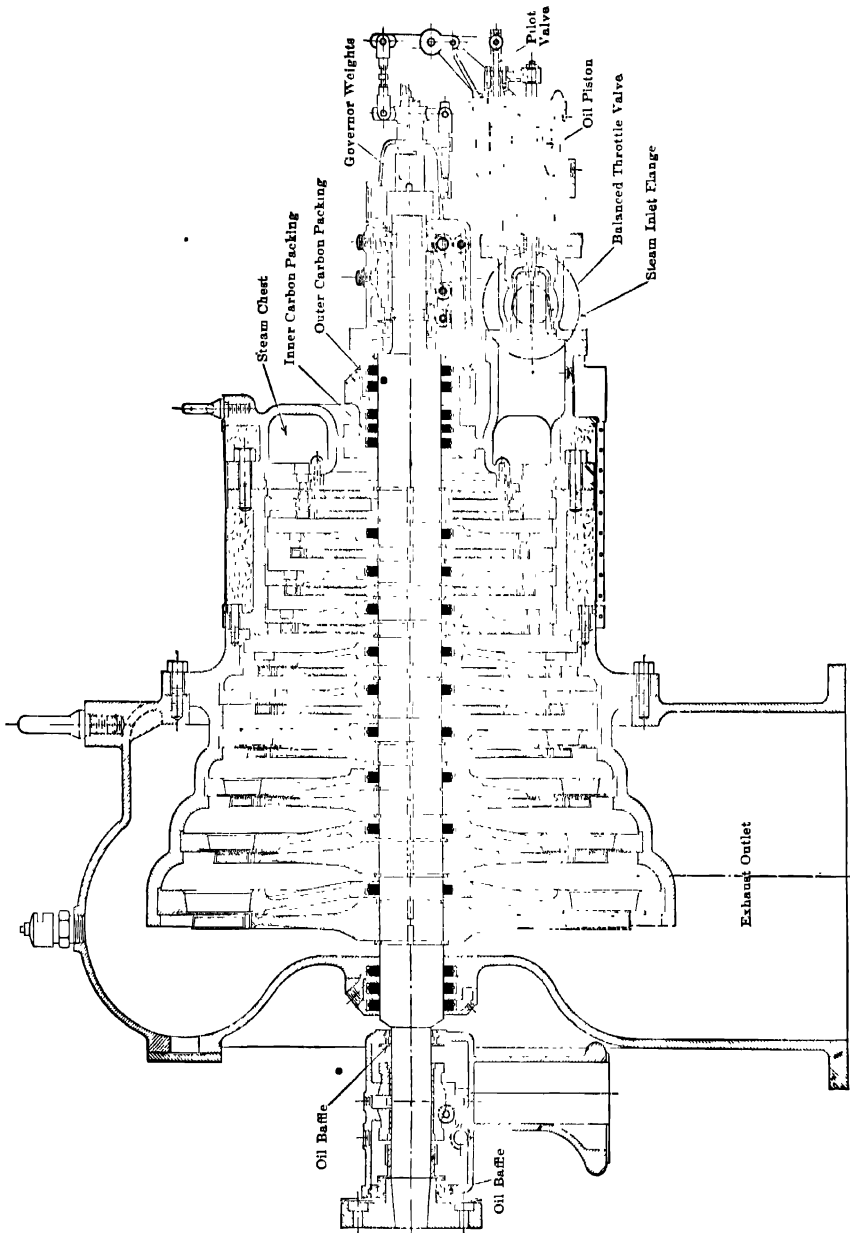 Pilot
Valve
Oil Piston
Governor Weights
Balanced Throttle Valve
Steam Inlet Flange
Outer Carbon Packing
Inner Carbon Packing
Steam Chest
Exhaust Outlet
Oil Baffle
Oil Baffle